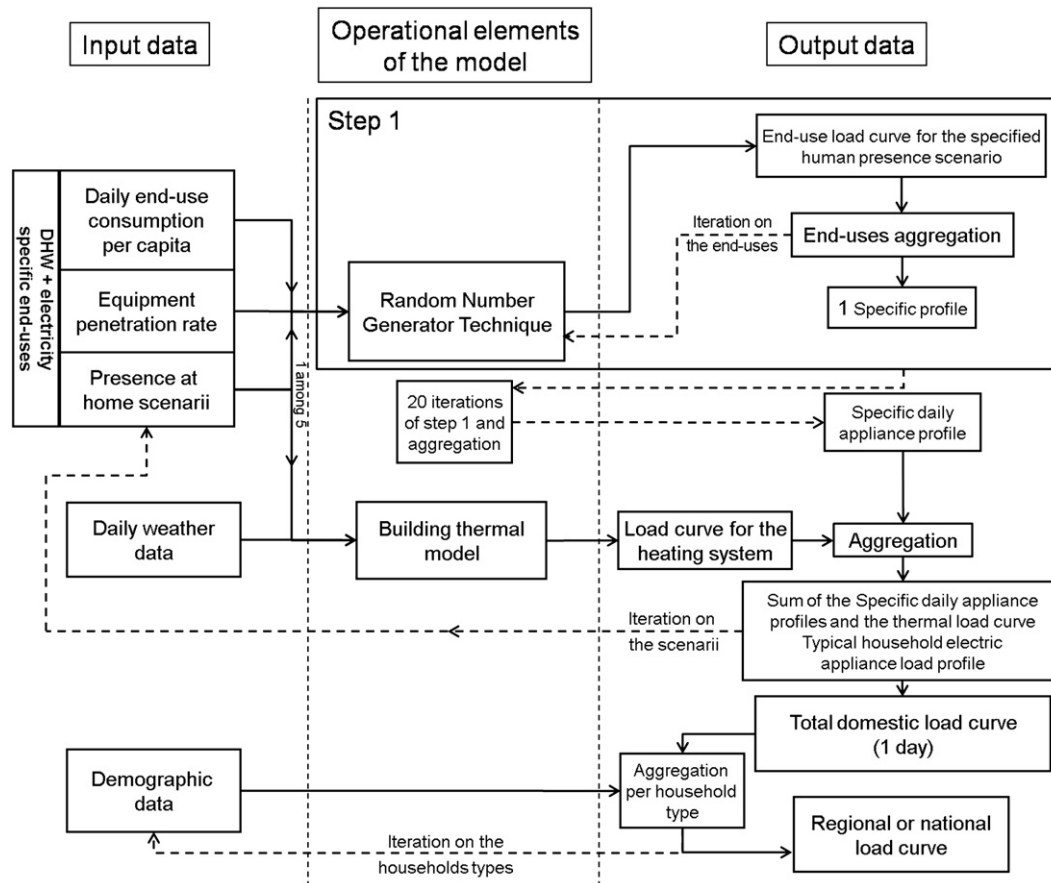 Input data
Operational elements
of the model
Output data
Step 1
End-use load curve for the specified
human presence scenario
DHW + electricity
specific end-uses
Daily end-use
consumption
per capita
Iteration on
the end-uses
End-uses aggregation
Equipment
penetration rate
Random Number
Generator Technique
1 Specific profile
Presence at
home scenarii
1 among 5
20 iterations
of step 1 and
aggregation
Specific daily
appliance profile
Daily weather
data
Building thermal
model
Load curve for the
heating system
Aggregation
Iteration on
the scenarii
Sum of the Specific daily appliance
profiles and the thermal load curve
Typical household electric
appliance load profile
Total domestic load curve
(1 day)
Demographic
data
Aggregation
per household
type
Iteration on the
households types
Regional or national
load curve